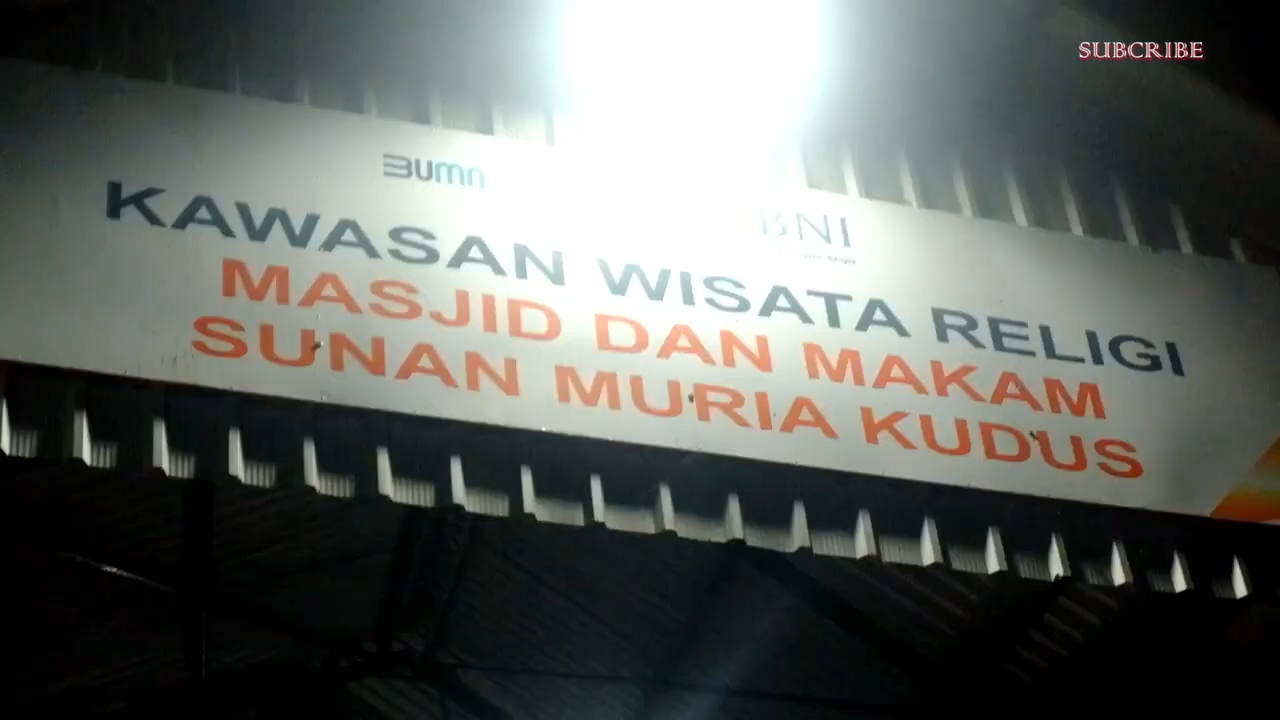 SUBCRIBE
BUMN
BNI
KAWASAN WISATA RELIGI
MASJID DAN MAKAM
SUNAN MURIA KUDUS